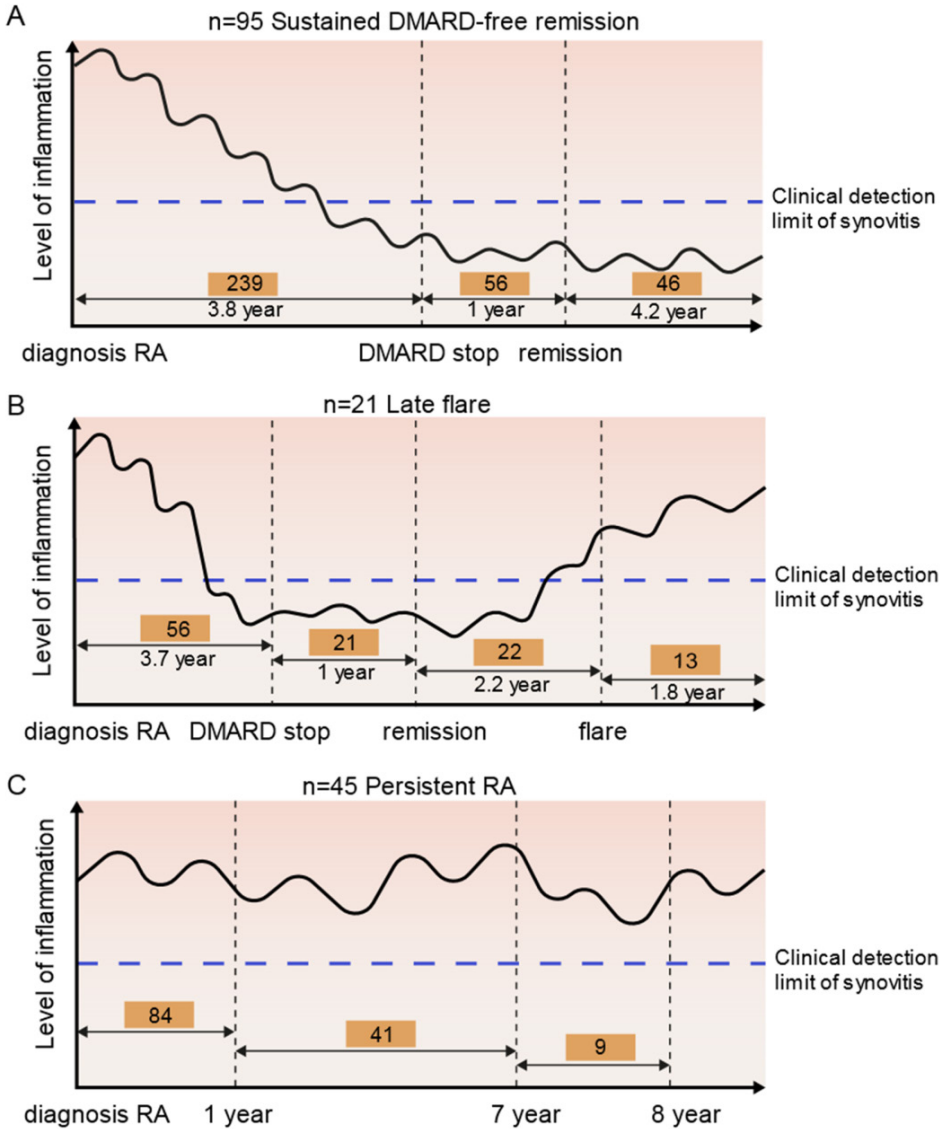 A
n=95 Sustained DMARD-free remission
Level of inflammation
Clinical detection
limit of synovitis
239
56
46
3.8 year
1 year
4.2 year
diagnosis RA
DMARD stop
remission
B
n=21 Late flare
Level of inflammation
Clinical detection
limit of synovitis
56
21
22
13
3.7 year
1 year
2.2 year
1.8 year
diagnosis RA
DMARD stop
remission
flare
C
n=45 Persistent RA
Level of inflammation
Clinical detection
limit of synovitis
84
41
9
diagnosis RA
1 year
7 year
8 year